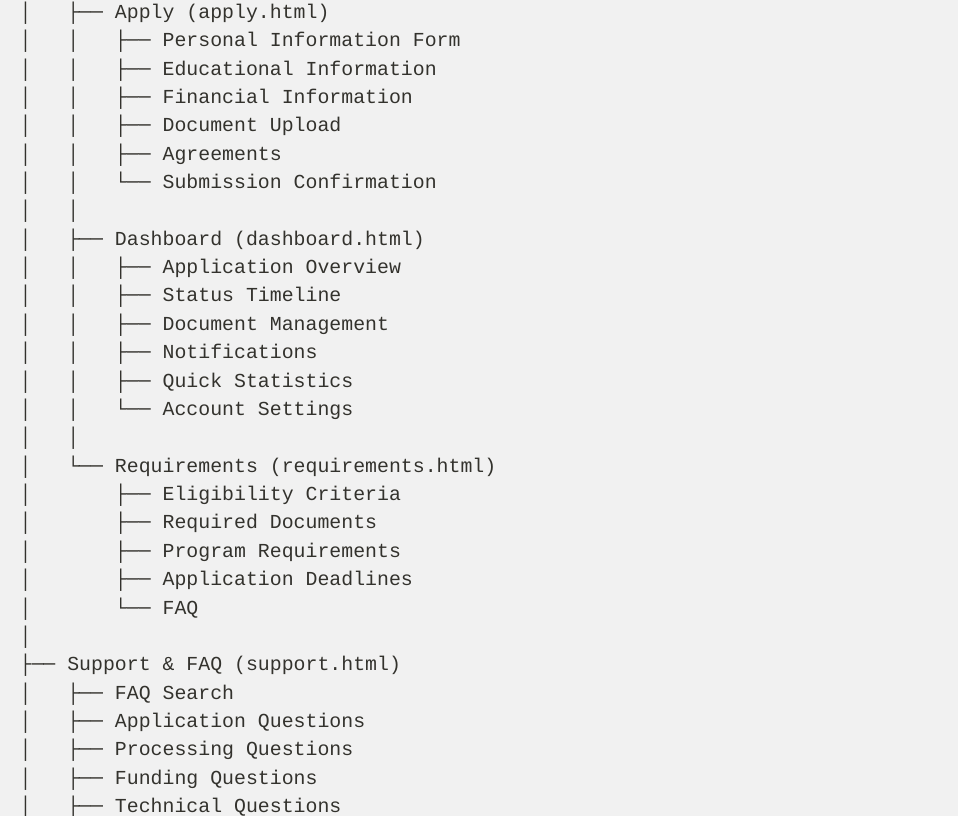 │   ├── Apply (apply.html)
│   │   ├── Personal Information Form
│   │   ├── Educational Information
│   │   ├── Financial Information
│   │   ├── Document Upload
│   │   ├── Agreements
│   │   └── Submission Confirmation
│   │
│   ├── Dashboard (dashboard.html)
│   │   ├── Application Overview
│   │   ├── Status Timeline
│   │   ├── Document Management
│   │   ├── Notifications
│   │   ├── Quick Statistics
│   │   └── Account Settings
│   │
│   └── Requirements (requirements.html)
│       ├── Eligibility Criteria
│       ├── Required Documents
│       ├── Program Requirements
│       ├── Application Deadlines
│       └── FAQ
│
├── Support & FAQ (support.html)
│   ├── FAQ Search
│   ├── Application Questions
│   ├── Processing Questions
│   ├── Funding Questions
│   ├── Technical Questions